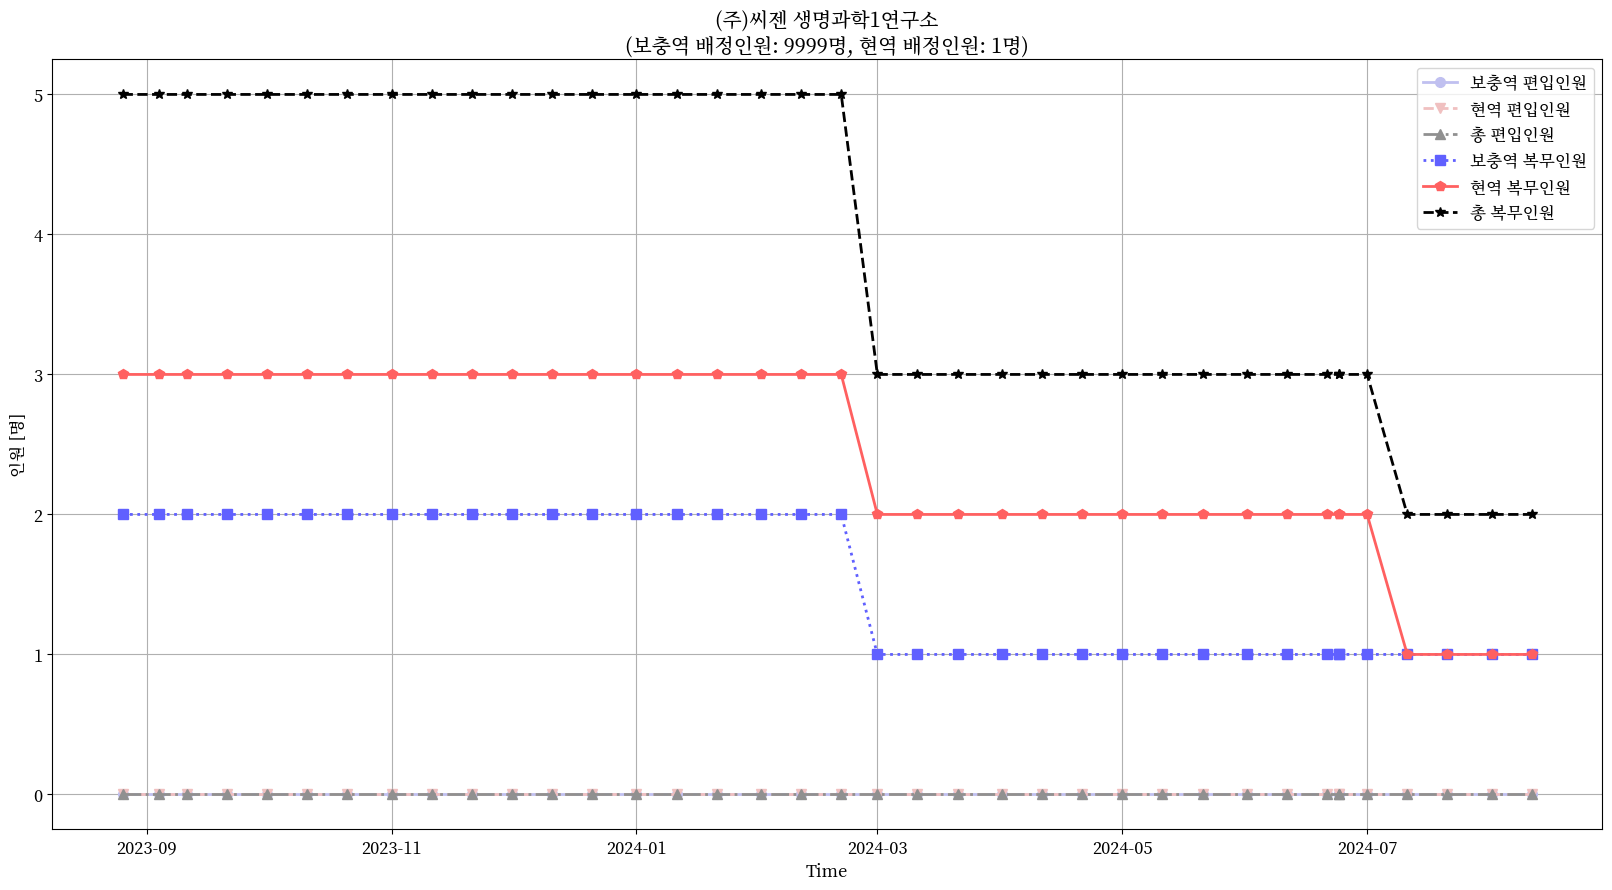 (주)씨젠 생명과학1연구소
(보충역 배정인원: 9999명, 현역 배정인원: 1명)
보충역 편입인원
현역 편입인원
총 편입인원
보충역 복무인원
현역 복무인원
총 복무인원
인원 [명]
5
4
3
2
1
0
2023-09
2023-11
2024-01
2024-03
2024-05
2024-07
Time